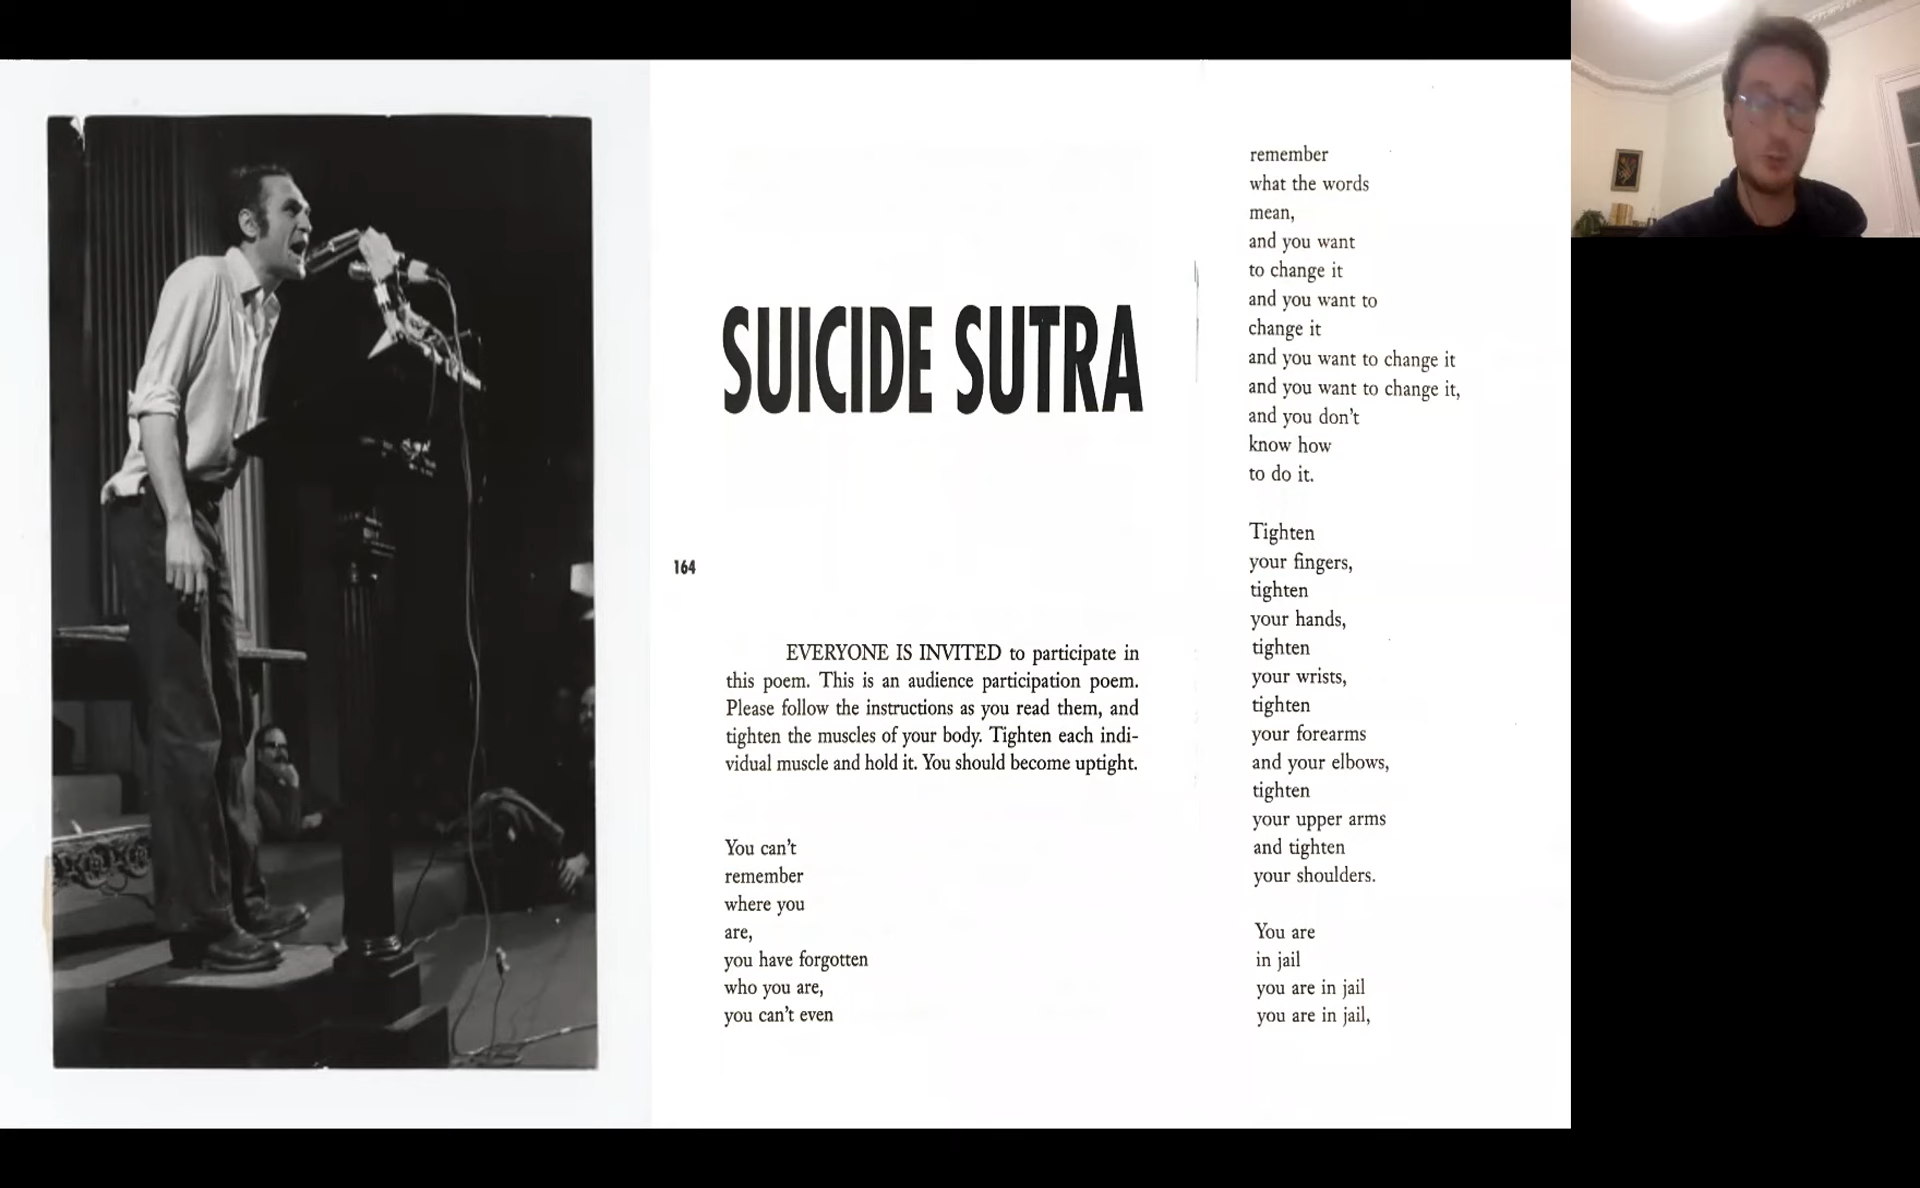 SUICIDE SUTRA
164
EVERYONE IS INVITED to participate in
this poem. This is an audience participation poem.
Please follow the instructions as you read them, and
tighten the muscles of your body. Tighten each indi-
vidual muscle and hold it. You should become uptight.
You can't
remember
where you
are,
you have forgotten
who you are,
you can't even
remember
what the words
mean,
and you want
to change it
and you want to
change it
and you want to change it
and you want to change it,
and you don't
know how
to do it.
Tighten
your fingers,
tighten
your hands,
tighten
your wrists,
tighten
your forearms
and your elbows,
tighten
your upper arms
and tighten
your shoulders.
You are
in jail
you are in jail
you are in jail,